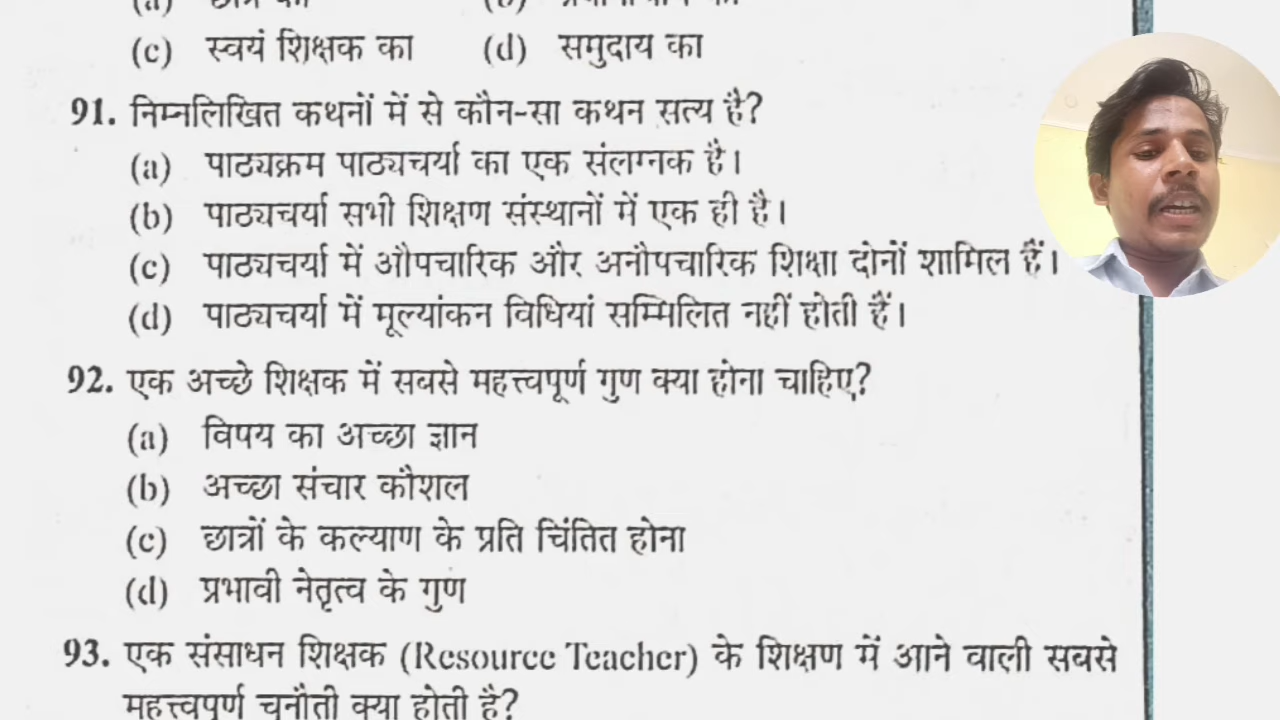 (c) स्वयं शिक्षक का (d) समुदाय का
91. निम्नलिखित कथनों में से कौन-सा कथन सत्य है?
(a) पाठ्यक्रम पाठ्यचर्या का एक संलग्नक है।
(b) पाठ्यचर्या सभी शिक्षण संस्थानों में एक ही है।
(c) पाठ्यचर्या में औपचारिक और अनौपचारिक शिक्षा दोनों शामिल हैं।
(d) पाठ्यचर्या में मूल्यांकन विधियां सम्मिलित नहीं होती हैं।
92. एक अच्छे शिक्षक में सबसे महत्त्वपूर्ण गुण क्या होना चाहिए?
(a) विषय का अच्छा ज्ञान
(b) अच्छा संचार कौशल
(c) छात्रों के कल्याण के प्रति चिंतित होना
(d) प्रभावी नेतृत्व के गुण
93. एक संसाधन शिक्षक (Resource Teacher) के शिक्षण में आने वाली सबसे
महत्त्वपूर्ण चुनौती क्या होती है?